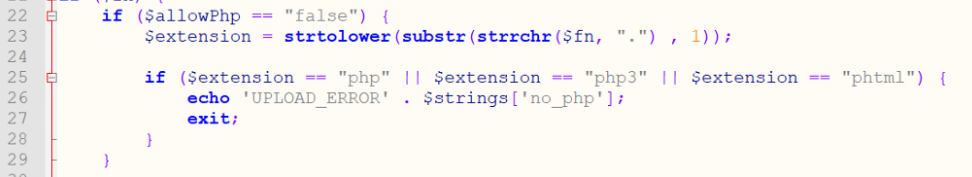 22 if ($allowPhp == "false") {
23 $extension = strtolower(substr(strrchr($fn, ".") , 1));
24
25 if ($extension == "php" || $extension == "php3" || $extension == "phtml") {
26 echo 'UPLOAD_ERROR' . $strings['no_php'];
27 exit;
28 }
29 }